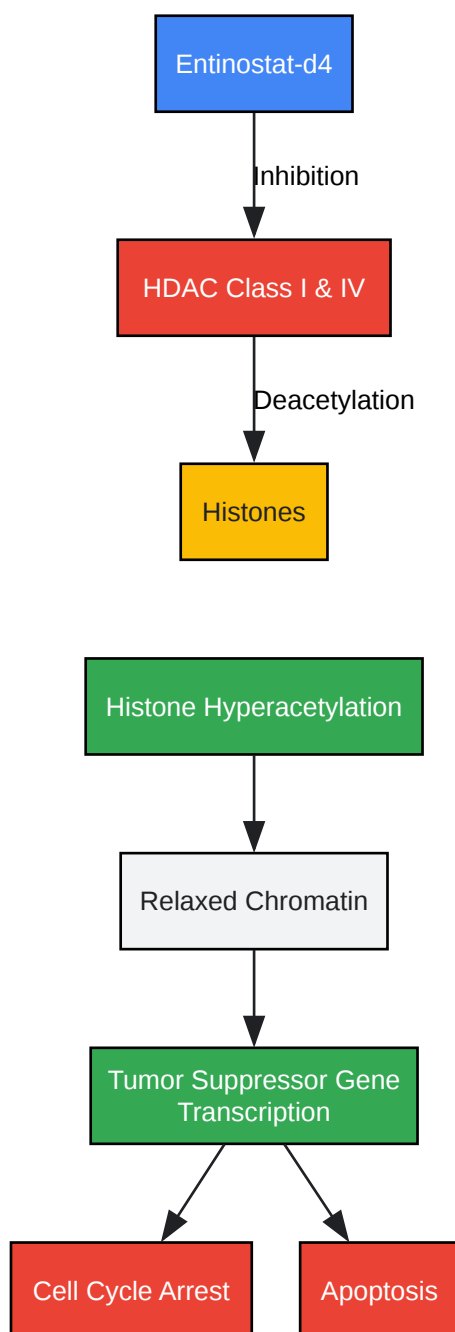 Entinostat-d4
Inhibition
HDAC Class I & IV
Deacetylation
Histones
Histone Hyperacetylation
Relaxed Chromatin
Tumor Suppressor Gene
Transcription
Cell Cycle Arrest
Apoptosis